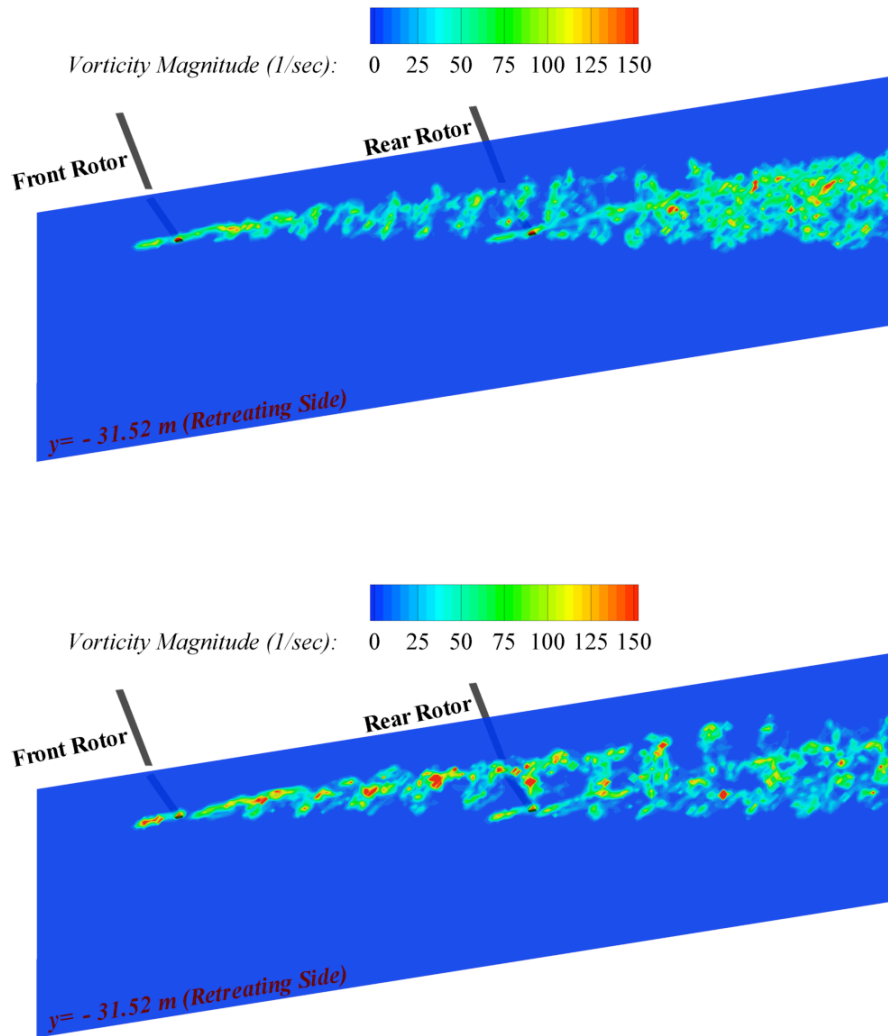 Vorticity Magnitude (1/sec): 0 25 50 75 100 125 150
Front Rotor
Rear Rotor
y= - 31.52 m (Retreating Side)
Vorticity Magnitude (1/sec): 0 25 50 75 100 125 150
Front Rotor
Rear Rotor
y= - 31.52 m (Retreating Side)